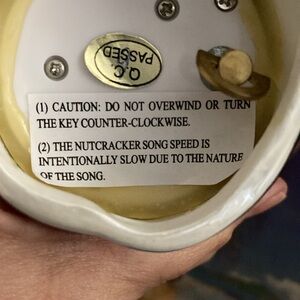 Q.C.
PASSED
(1) CAUTION: DO NOT OVERWIND OR TURN
THE KEY COUNTER-CLOCKWISE.
(2) THE NUTCRACKER SONG SPEED IS
INTENTIONALLY SLOW DUE TO THE NATURE
OF THE SONG.